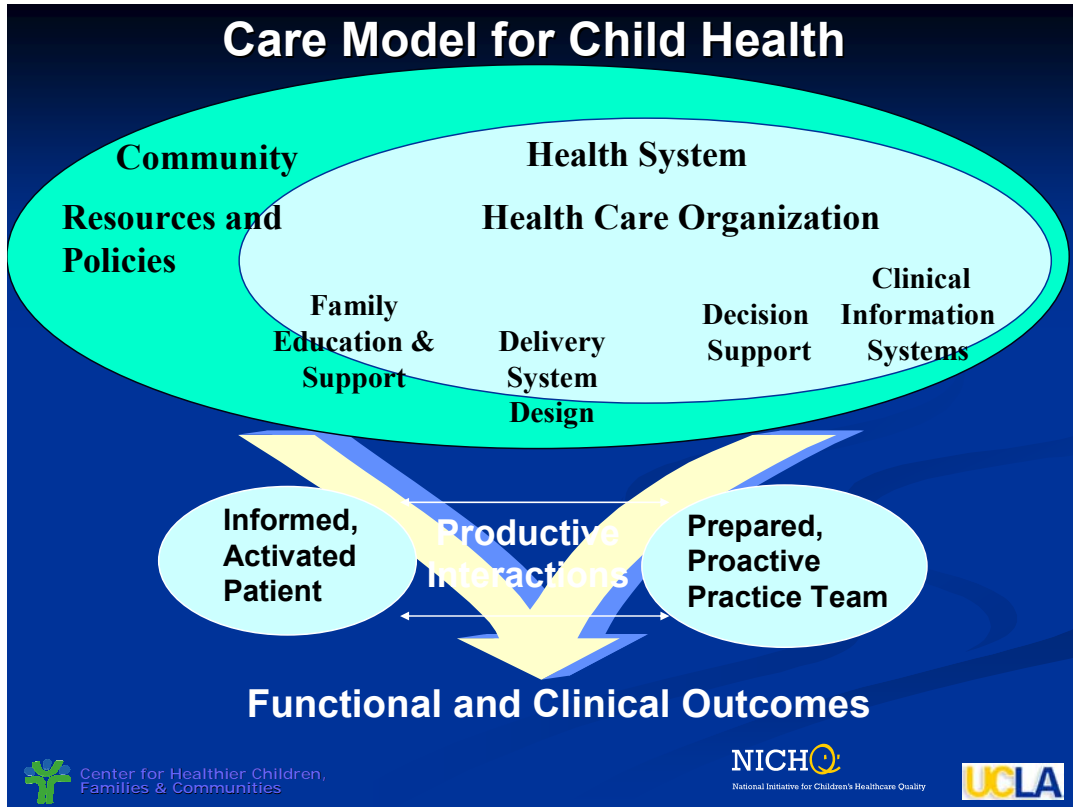 Care Model for Child Health
Community
Health System
Resources and
Policies
Health Care Organization
Family
Education &
Support
Delivery
System
Design
Decision
Support
Clinical
Information
Systems
Informed,
Activated
Patient
Productive
Interactions
Prepared,
Proactive
Practice Team
Functional and Clinical Outcomes
Center for Healthier Children,
Families & Communities
NICHQ
National Initiative for Children's Healthcare Quality
UCLA